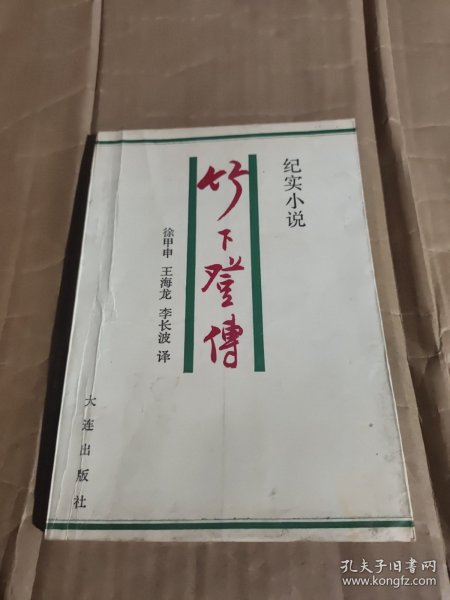 纪实小说
竹下登傳
徐甲申 王海龙 李长波 译
大连出版社
孔夫子旧书网
www.kongfz.com